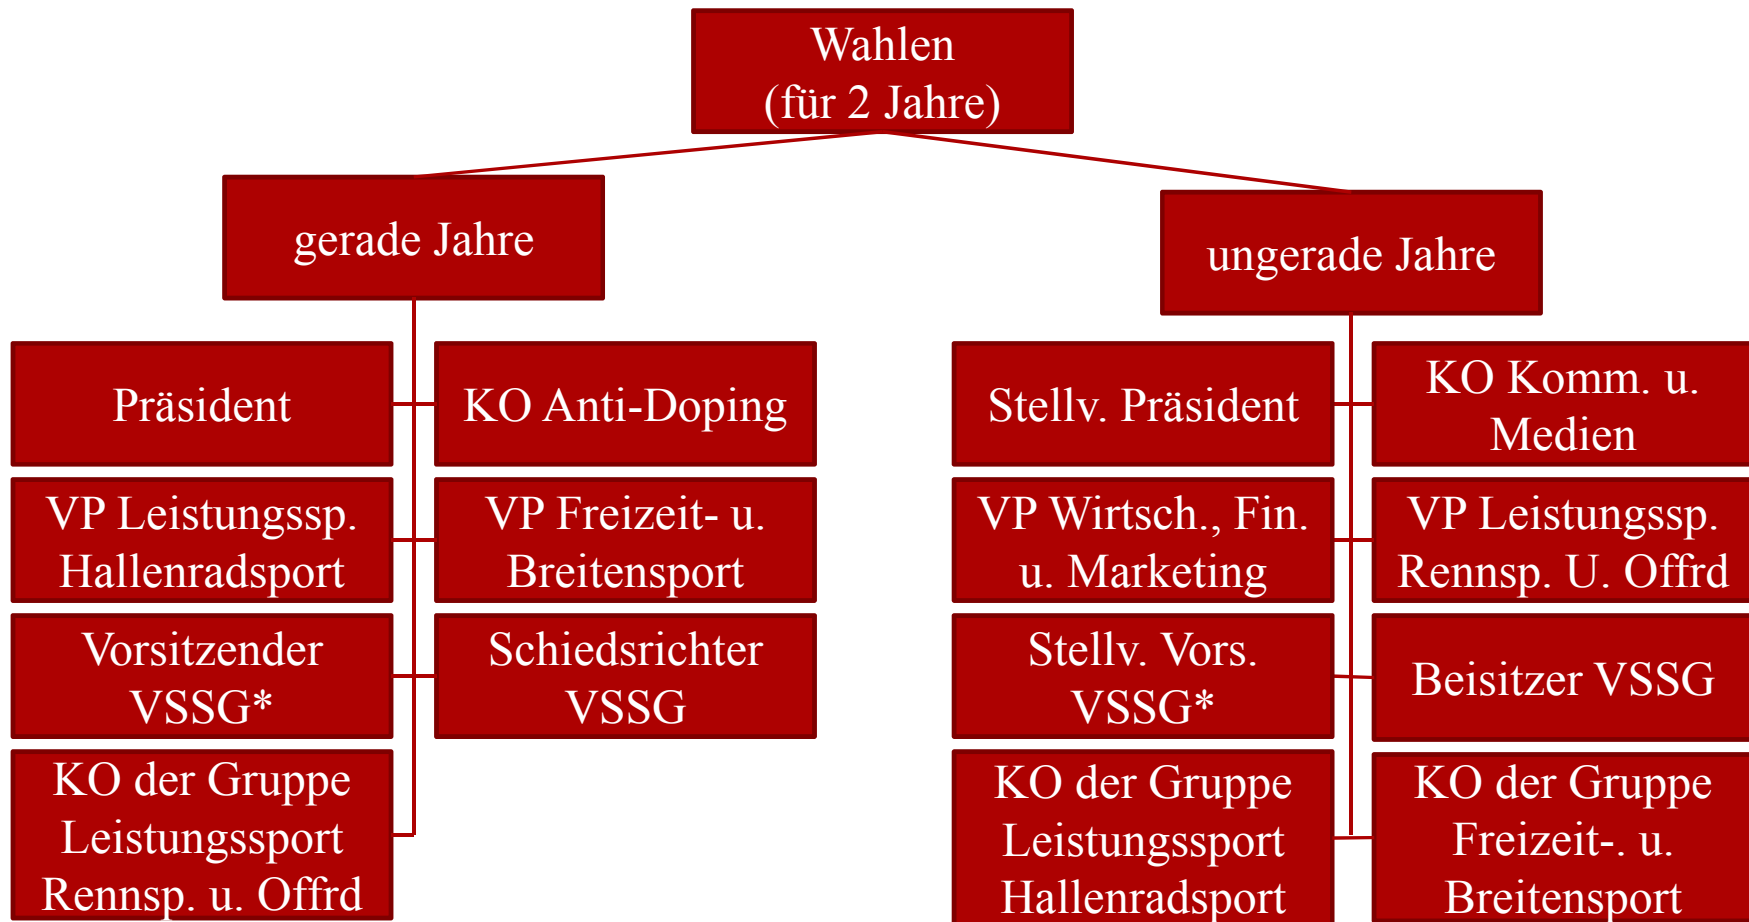 Wahlen
(für 2 Jahre)
gerade Jahre
ungerade Jahre
Präsident
KO Anti-Doping
Stellv. Präsident
KO Komm. u.
Medien
VP Leistungssp.
Hallenradsport
VP Freizeit- u.
Breitensport
VP Wirtsch., Fin.
u. Marketing
VP Leistungssp.
Rennsp. U. Offrd
Vorsitzender
VSSG*
Schiedsrichter
VSSG
Stellv. Vors.
VSSG*
Beisitzer VSSG
KO der Gruppe
Leistungssport
Rennsp. u. Offrd
KO der Gruppe
Leistungssport
Hallenradsport
KO der Gruppe
Freizeit-. u.
Breitensport